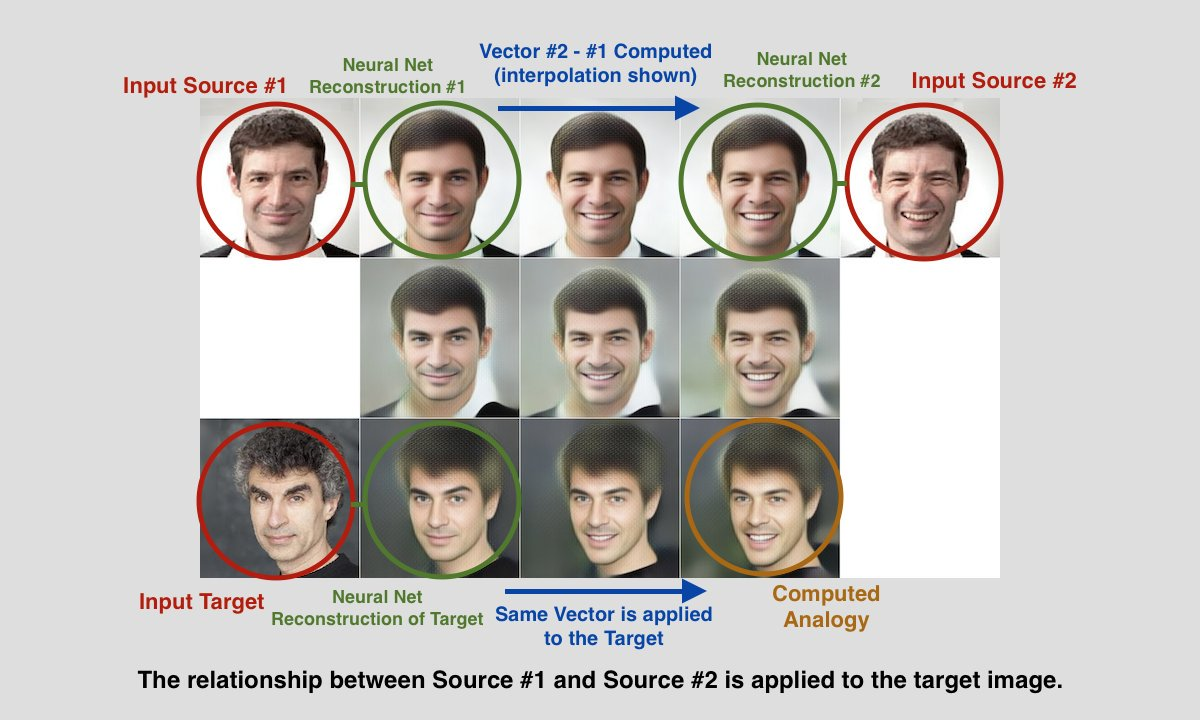 Vector #2 - #1 Computed
(interpolation shown)
Neural Net
Reconstruction #1
Neural Net
Reconstruction #2
Input Source #1
Input Source #2
Input Target
Neural Net
Reconstruction of Target
Same Vector is applied
to the Target
Computed
Analogy
The relationship between Source #1 and Source #2 is applied to the target image.